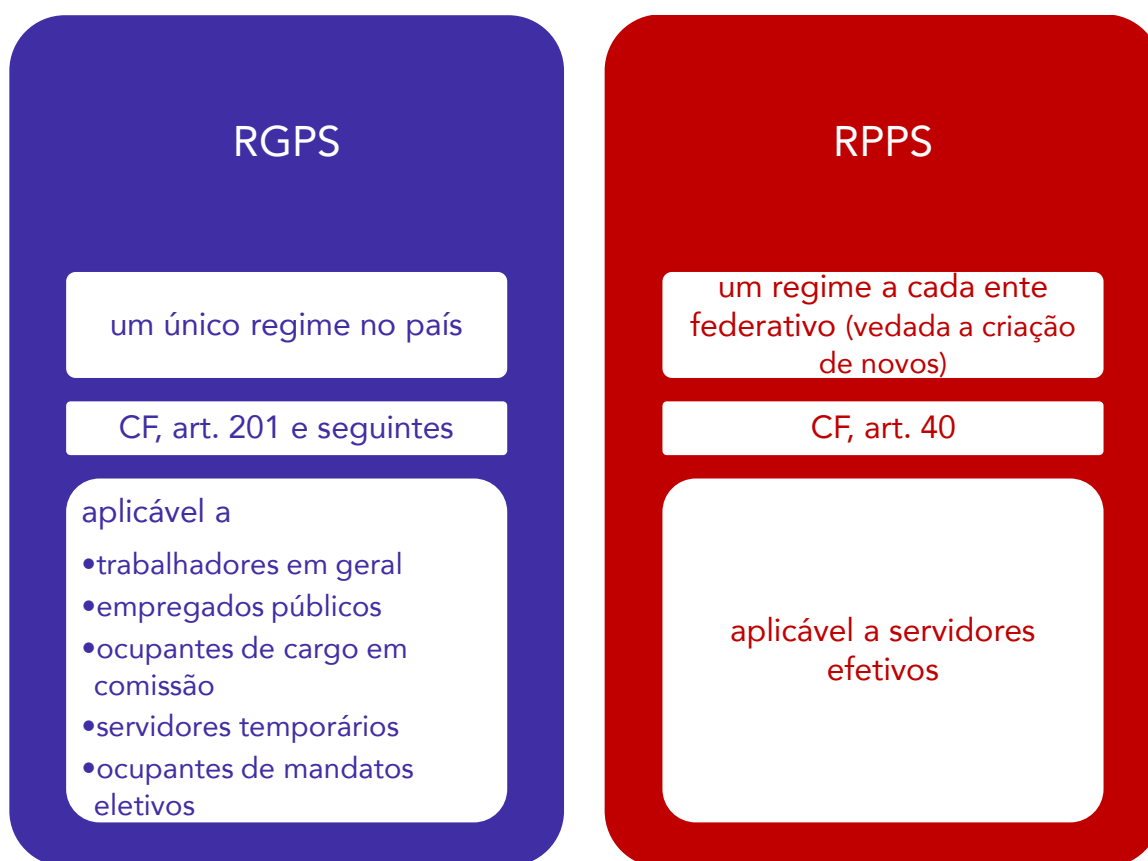 RGPS
um único regime no país
CF, art. 201 e seguintes
aplicável a
•trabalhadores em geral
•empregados públicos
•ocupantes de cargo em
comissão
•servidores temporários
•ocupantes de mandatos
eletivos
RPPS
um regime a cada ente
federativo (vedada a criação
de novos)
CF, art. 40
aplicável a servidores
efetivos